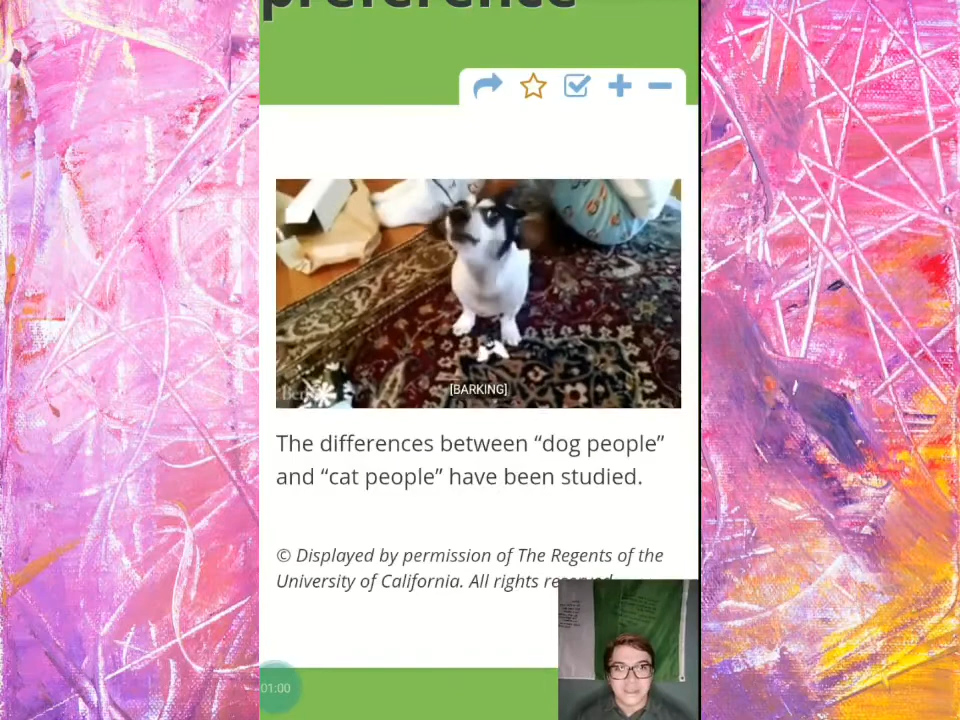 preference
[BARKING]
The differences between “dog people”
and “cat people” have been studied.
© Displayed by permission of The Regents of the
University of California. All rights reserved.
01:00